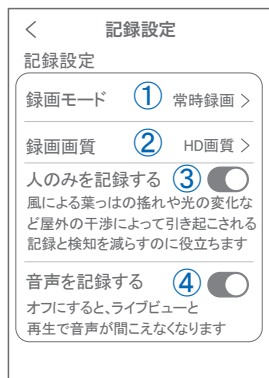 < 記録設定
記録設定
録画モード ① 常時録画 >
録画画質 ② HD画質 >
人のみを記録する ③
風による葉っはの搖れや光の変化な
ど屋外の干渉によって引き起こされる
記録と検知を減らすのに役立ちます
音声を記録する ④
オフにすると、ライブビューと
再生で音声が間こえなくなります